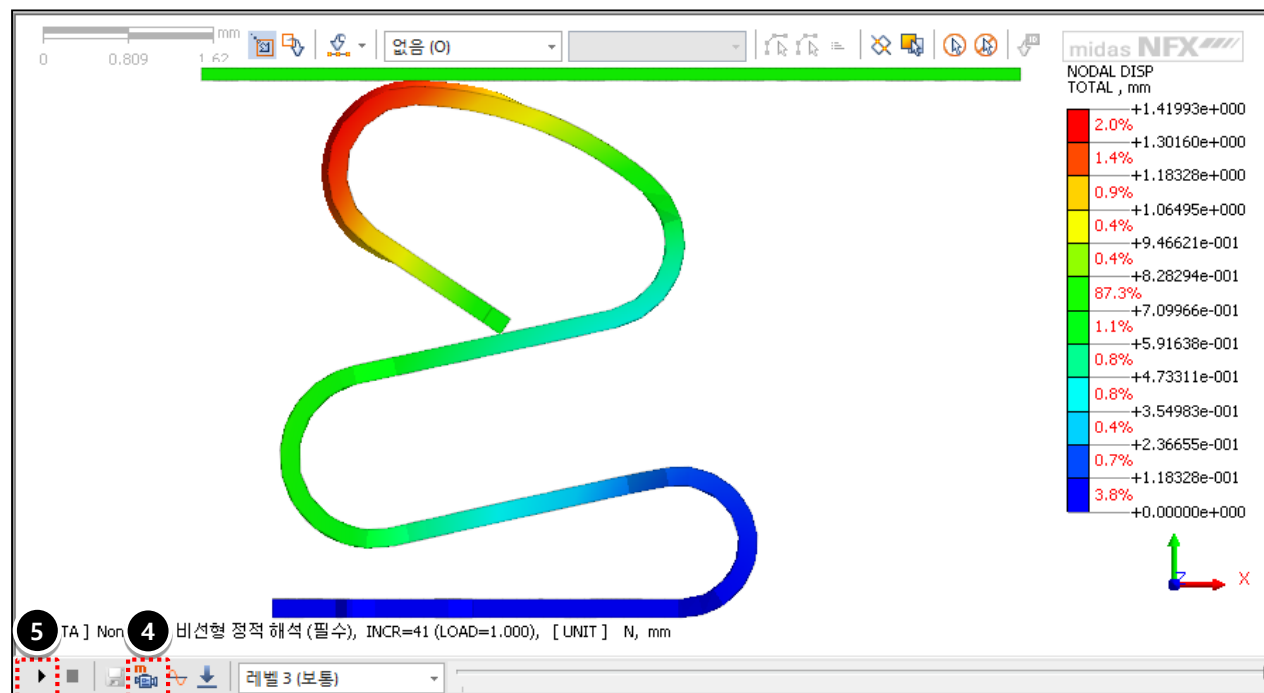 mm
0 0.809 1.62
없음 (0)
midas NFX
NODAL DISP
TOTAL , mm
+1.41993e+000
2.0%
+1.30160e+000
1.4%
+1.18328e+000
0.9%
+1.06495e+000
0.4%
+9.46621e-001
0.4%
+8.28294e-001
87.3%
+7.09966e-001
1.1%
+5.91638e-001
0.8%
+4.73311e-001
0.8%
+3.54983e-001
0.4%
+2.36655e-001
0.7%
+1.18328e-001
3.8%
+0.00000e+000
Z X
5 TA ] Non 4 비선형 정적 해석 (필수), INCR=41 (LOAD=1.000), [ UNIT ] N, mm
레벨 3 (보통)